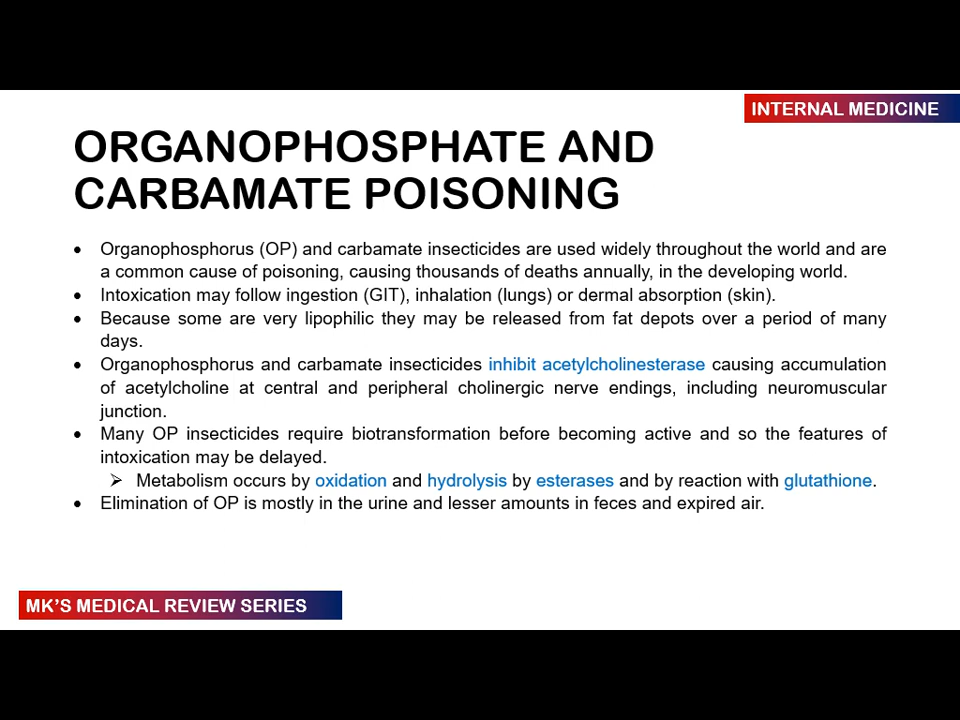 INTERNAL MEDICINE
ORGANOPHOSPHATE AND
CARBAMATE POISONING
• Organophosphorus (OP) and carbamate insecticides are used widely throughout the world and are
a common cause of poisoning, causing thousands of deaths annually, in the developing world.
• Intoxication may follow ingestion (GIT), inhalation (lungs) or dermal absorption (skin).
• Because some are very lipophilic they may be released from fat depots over a period of many
days.
• Organophosphorus and carbamate insecticides inhibit acetylcholinesterase causing accumulation
of acetylcholine at central and peripheral cholinergic nerve endings, including neuromuscular
junction.
• Many OP insecticides require biotransformation before becoming active and so the features of
intoxication may be delayed.
➢ Metabolism occurs by oxidation and hydrolysis by esterases and by reaction with glutathione.
• Elimination of OP is mostly in the urine and lesser amounts in feces and expired air.
MK'S MEDICAL REVIEW SERIES